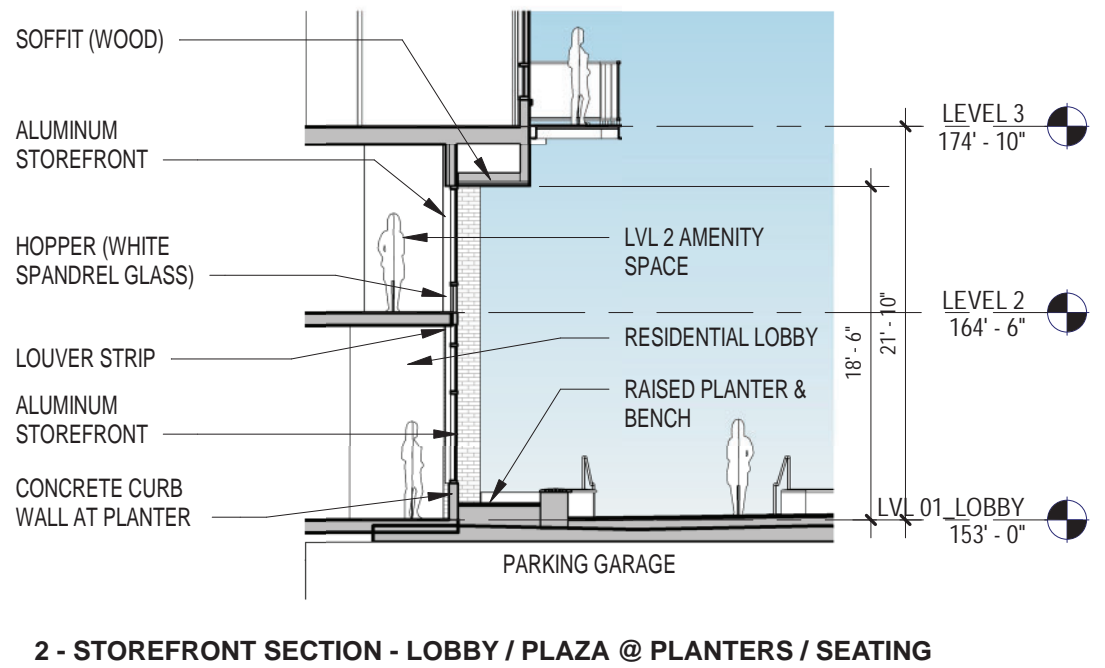 SOFFIT (WOOD)
ALUMINUM
STOREFRONT
HOPPER (WHITE
SPANDREL GLASS)
LOUVER STRIP
ALUMINUM
STOREFRONT
CONCRETE CURB
WALL AT PLANTER
LVL 2 AMENITY
SPACE
RESIDENTIAL LOBBY
RAISED PLANTER &
BENCH
PARKING GARAGE
18' - 6"
21' - 10"
LEVEL 3
174' - 10"
LEVEL 2
164' - 6"
LVL 01_LOBBY
153' - 0"
2 - STOREFRONT SECTION - LOBBY / PLAZA @ PLANTERS / SEATING